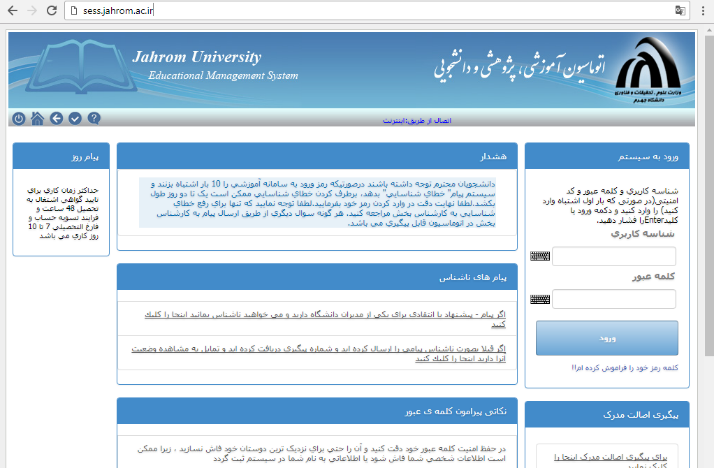 sess.jahrom.ac.ir
Jahrom University
Educational Management System
اتوماسیون آموزشی، پژوهشی و دانشجویی
وزارت علوم، تحقیقات و فناوری
دانشگاه جهرم
اتصال از طریق:اینترنت
ورود به سیستم
شناسه کاربری و کلمه عبور و کد
امنیتی(در صورتی که بار اول اشتباه وارد
کنید) را وارد کنید و دکمه ورود یا
کلیدEnterرا فشار دهید.
شناسه کاربری
کلمه عبور
ورود
کلمه رمز خود را فراموش کرده ام!!
پیگیری اصالت مدرک
برای پیگیری اصالت مدرک اینجا را
کلیک نمایید
هشدار
دانشجویان محترم توجه داشته باشند درصورتیکه رمز ورود به سامانه آموزشی را 10 بار اشتباه بزنند و
سیستم پیام" خطای شناسایی" بدهد، برطرف کردن خطای شناسایی ممکن است یک تا دو روز طول
بکشد.لطفا نهایت دقت در وارد کردن رمز خود بفرمایید.لطفا توجه نمایید که تنها برای رفع خطای
شناسایی به کارشناس بخش مراجعه کنید، هر گونه سوال دیگری از طریق ارسال پیام به کارشناس
بخش در اتوماسیون قابل پیگیری می باشد.
پیام های ناشناس
اگر پیام - پیشنهاد یا انتقادی برای یکی از مدیران دانشگاه دارید و می خواهید ناشناس بمانید اینجا را کلیک
کنید
اگر قبلا بصورت ناشناس پیامی را ارسال کرده اید و شماره پیگیری دریافت کرده اید و تمایل به مشاهده وضعیت
آنرا دارید اینجا را کلیک کنید
نکاتی پیرامون کلمه ی عبور
در حفظ امنیت کلمه عبور خود دقت کنید و آن را حتی برای نزدیک ترین دوستان خود فاش نسازید ، زیرا ممکن
است اطلاعات شخصی شما فاش شود یا اطلاعاتی به نام شما در سیستم ثبت گردد
پیام روز
حداکثر زمان کاری برای
تایید گواهی اشتغال به
تحصیل 48 ساعت و
فرایند تسویه حساب و
فارغ التحصیلی 7 تا 10
روز کاری می باشد